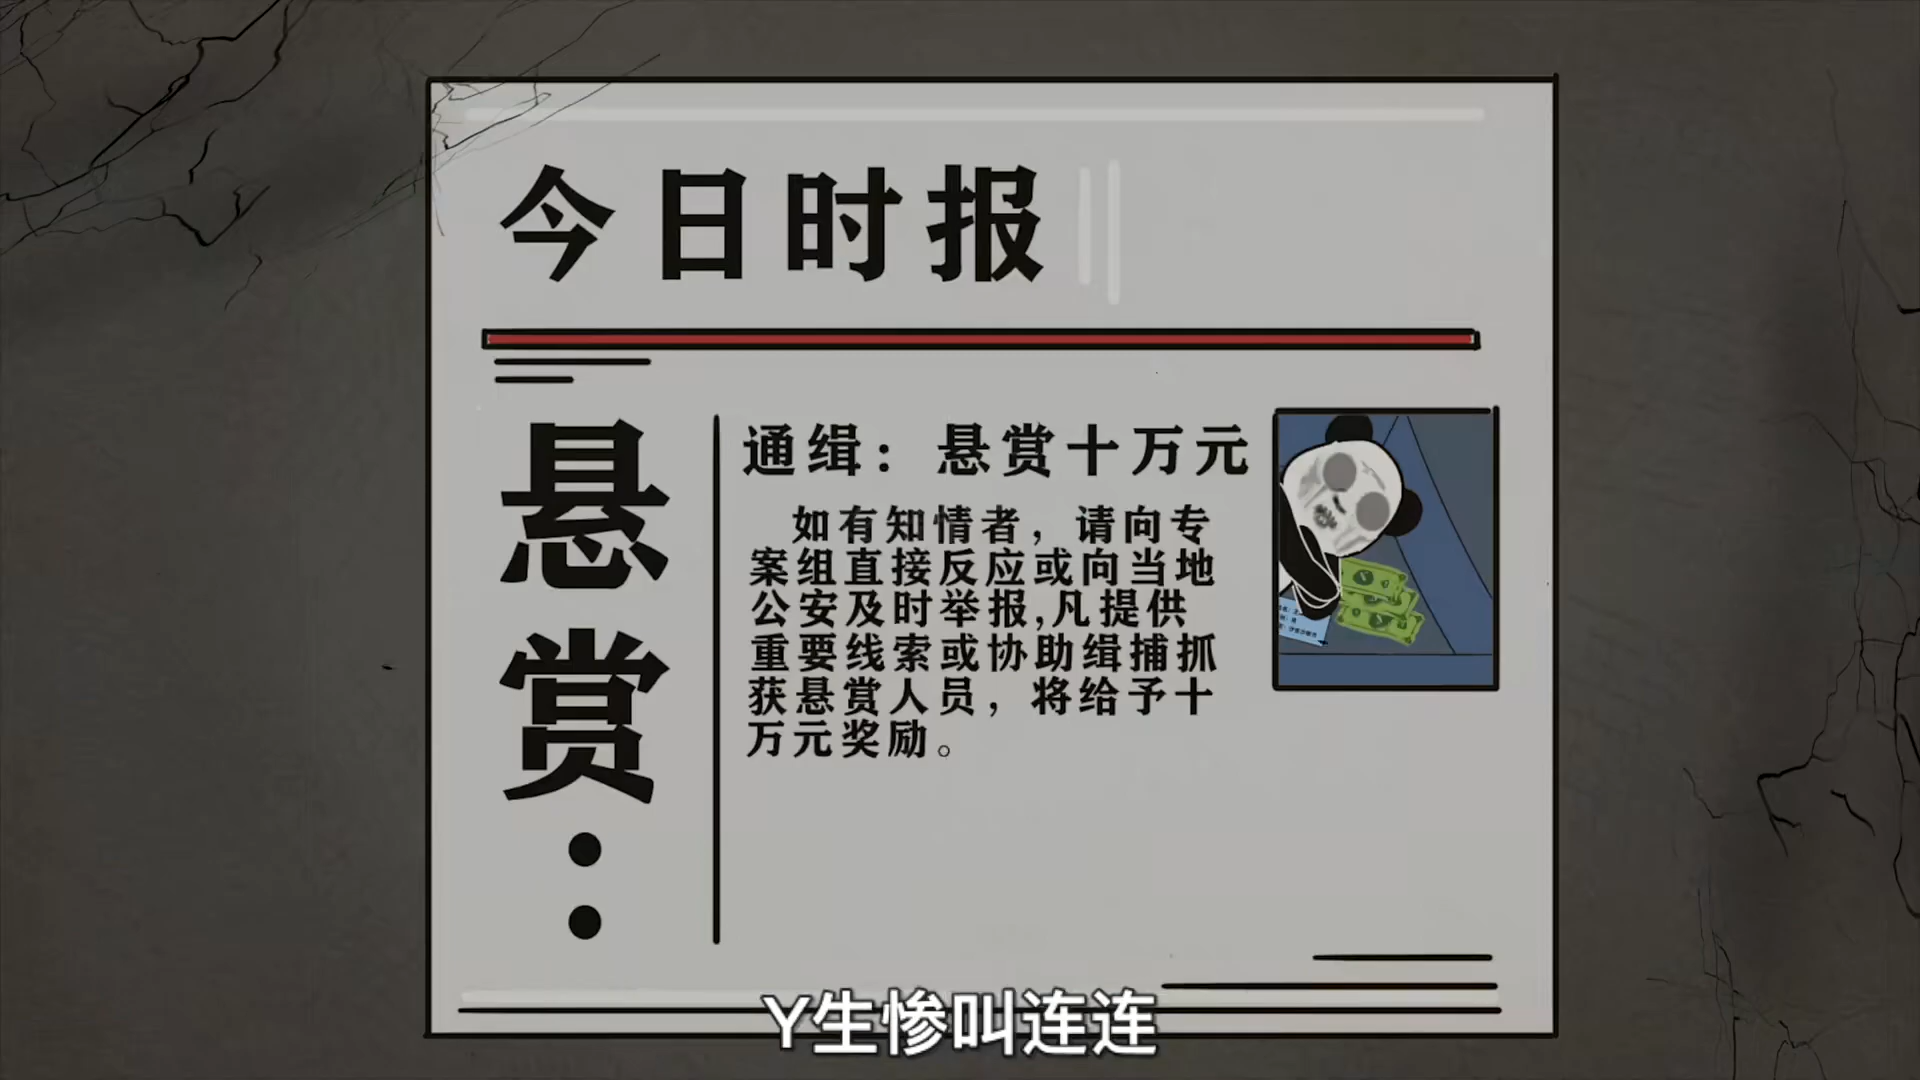 今日时报
悬赏：
通缉：悬赏十万元
如有知情者，请向专
案组直接反应或向当地
公安及时举报,凡提供
重要线索或协助缉捕抓
获悬赏人员，将给予十
万元奖励。
Y生惨叫连连